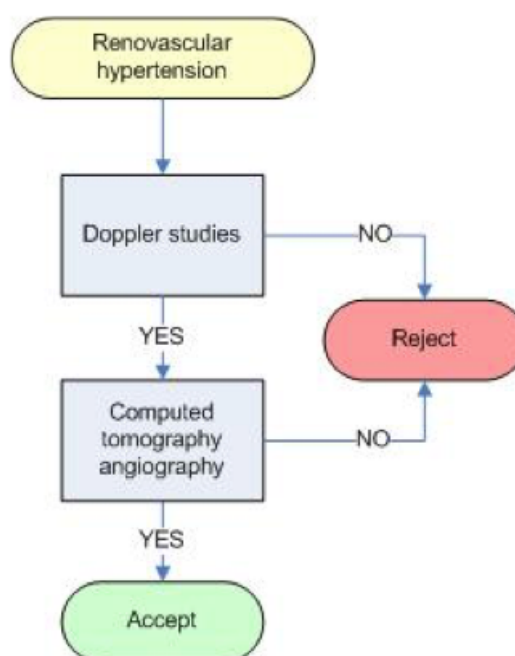 Renovascular
hypertension
Doppler studies
NO
YES
Reject
Computed
tomography
angiography
NO
YES
Accept